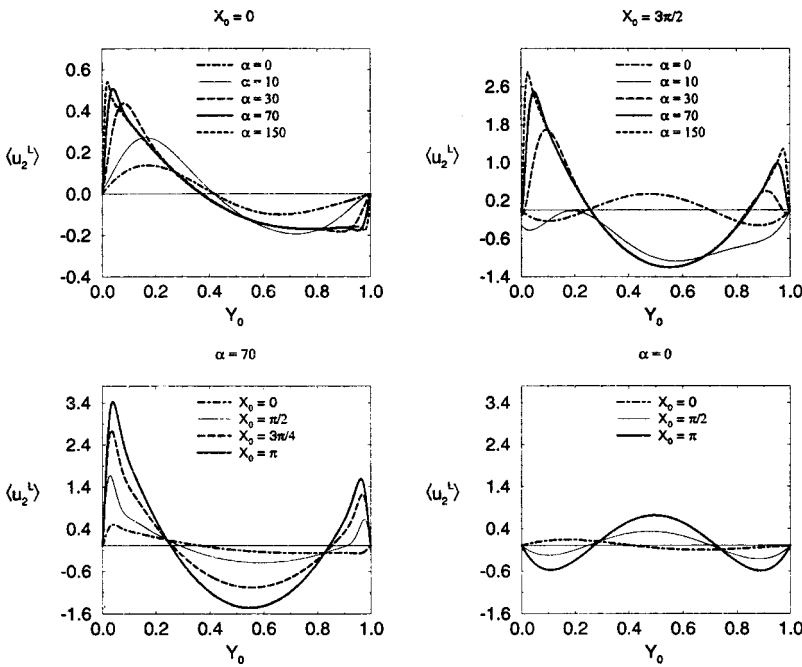 X₀ = 0
0.6
0.4
0.2
0.0
-0.2
-0.4
⟨u₂ᴸ⟩
α = 0
α = 10
α = 30
α = 70
α = 150
0.0 0.2 0.4 0.6 0.8 1.0
Y₀
X₀ = 3π/2
2.6
1.8
1.0
0.2
-0.6
-1.4
⟨u₂ᴸ⟩
α = 0
α = 10
α = 30
α = 70
α = 150
0.0 0.2 0.4 0.6 0.8 1.0
Y₀
α = 70
3.4
2.4
1.4
0.4
-0.6
-1.6
⟨u₂ᴸ⟩
X₀ = 0
X₀ = π/2
X₀ = 3π/4
X₀ = π
0.0 0.2 0.4 0.6 0.8 1.0
Y₀
α = 0
3.4
2.4
1.4
0.4
-0.6
-1.6
⟨u₂ᴸ⟩
X₀ = 0
X₀ = π/2
X₀ = π
0.0 0.2 0.4 0.6 0.8 1.0
Y₀